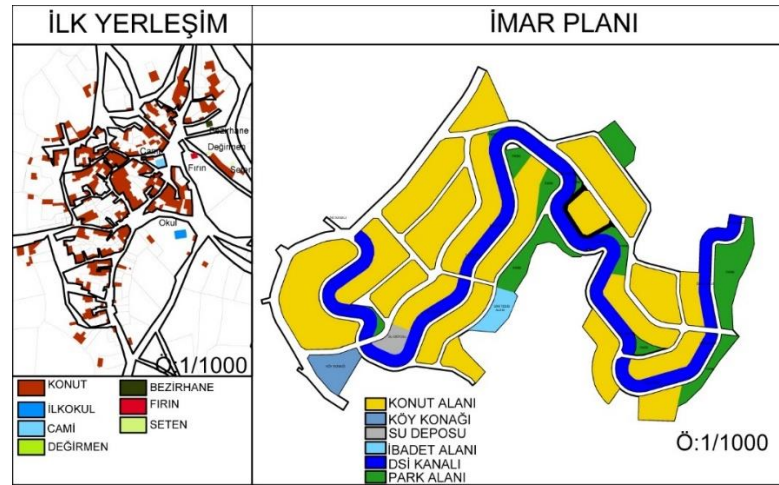 İLK YERLEŞİM
Bezirhane
Değirmen
Cami
Seten
Fırın
Okul
Ö:1/1000
KONUT
İLKOKUL
CAMİ
DEĞİRMEN
BEZİRHANE
FIRIN
SETEN
İMAR PLANI
KONUT ALANI
KÖY KONAĞI
SU DEPOSU
İBADET ALANI
DSİ KANALI
PARK ALANI
Ö:1/1000